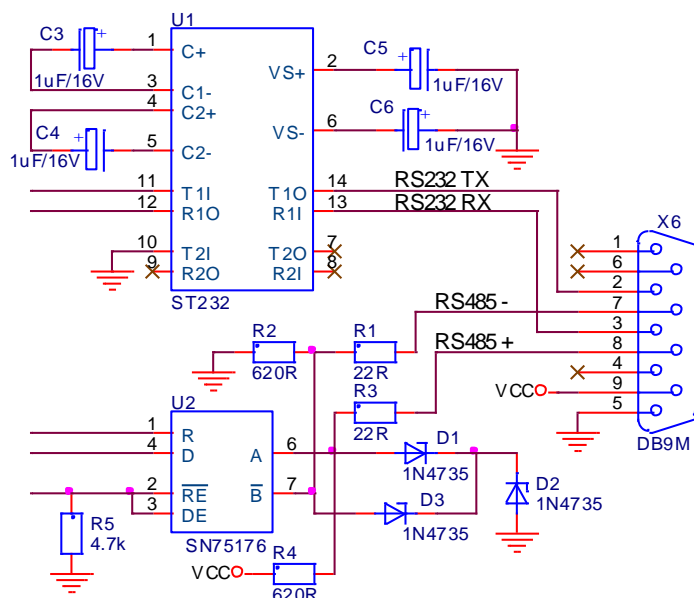 U1
C3
+
1uF/16V
C4
+
1uF/16V
1
3
4
5
11
12
10
9
C+
C1-
C2+
C2-
T1I
R1O
T2I
R2O
VS+
VS-
T1O
R1I
T2O
R2I
ST232
2
6
14
13
7
8
C5
+
1uF/16V
C6
+
1uF/16V
RS232 TX
RS232 RX
X6
1
6
2
7
3
8
4
9
5
DB9M
VCC
RS485 -
RS485 +
R2
620R
R1
22R
R3
22R
U2
1
4
2
3
R
D
RE
DE
A
B
6
7
SN75176
D1
1N4735
D3
1N4735
D2
1N4735
R5
4.7k
VCC
R4
620R